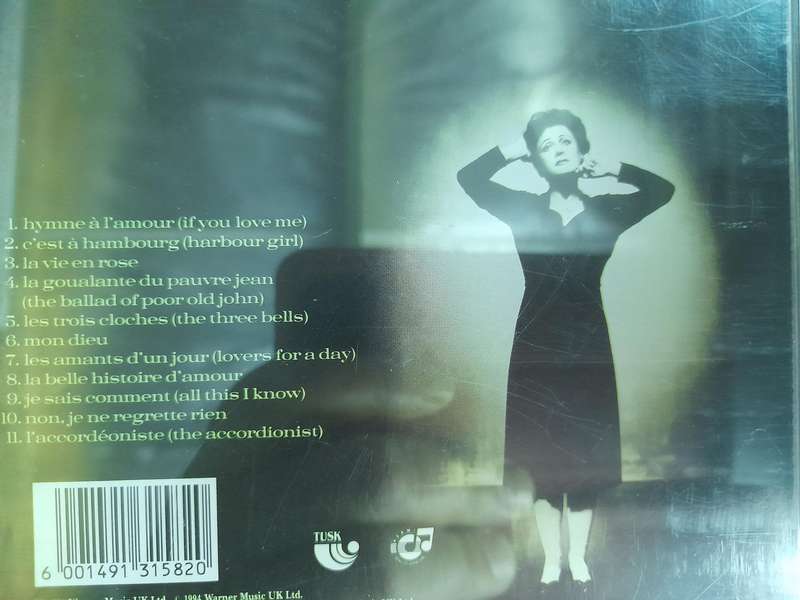 1. hymne à l'amour (if you love me)
2. c'est à hambourg (harbour girl)
3. la vie en rose
4. la goualante du pauvre jean
(the ballad of poor old john)
5. les trois cloches (the three bells)
6. mon dieu
7. les amants d'un jour (lovers for a day)
8. la belle histoire d'amour
9. je sais comment (all this I know)
10. non, je ne regrette rien
11. l'accordéoniste (the accordionist)
TUSK
6 001491 315820
Music UK Ltd. © 1994 Warner Music UK Ltd.